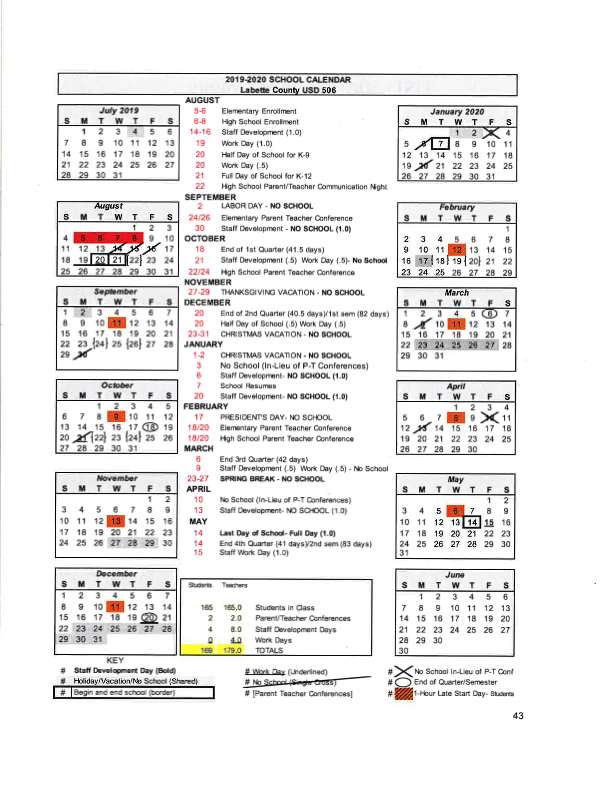 2019-2020 SCHOOL CALENDAR
Labette County USD 506
July 2019
S M T W T F S
1 2 3 4 5 6
7 8 9 10 11 12 13
14 15 16 17 18 19 20
21 22 23 24 25 26 27
28 29 30 31
August
S M T W T F S
1 2 3
4 5 6 7 8 9 10
11 12 13 14 15 16 17
18 19 20 21 [22] 23 24
25 26 27 28 29 30 31
September
S M T W T F S
1 2 3 4 5 6 7
8 9 10 11 12 13 14
15 16 17 18 19 20 21
22 23 [24] 25 [26] 27 28
29 30
October
S M T W T F S
1 2 3 4 5
6 7 8 9 10 11 12
13 14 15 16 17 18 19
20 21 [22] 23 [24] 25 26
27 28 29 30 31
November
S M T W T F S
1 2
3 4 5 6 7 8 9
10 11 12 13 14 15 16
17 18 19 20 21 22 23
24 25 26 27 28 29 30
December
S M T W T F S
1 2 3 4 5 6 7
8 9 10 11 12 13 14
15 16 17 18 19 20 21
22 23 24 25 26 27 28
29 30 31
AUGUST
5-6 Elementary Enrollment
6-8 High School Enrollment
14-16 Staff Development (1.0)
19 Work Day (1.0)
20 Half Day of School for K-9
20 Work Day (.5)
21 Full Day of School for K-12
22 High School Parent/Teacher Communication Night
SEPTEMBER
2 LABOR DAY - NO SCHOOL
24/26 Elementary Parent Teacher Conference
30 Staff Development - NO SCHOOL (1.0)
OCTOBER
18 End of 1st Quarter (41.5 days)
21 Staff Development (.5) Work Day (.5)- No School
22/24 High School Parent Teacher Conference
NOVEMBER
27-29 THANKSGIVING VACATION - NO SCHOOL
DECEMBER
20 End of 2nd Quarter (40.5 days)/1st sem (82 days)
20 Half Day of School (.5) Work Day (.5)
23-31 CHRISTMAS VACATION - NO SCHOOL
JANUARY
1-2 CHRISTMAS VACATION - NO SCHOOL
3 No School (In-Lieu of P-T Conferences)
6 Staff Development- NO SCHOOL (1.0)
7 School Resumes
20 Staff Development- NO SCHOOL (1.0)
FEBRUARY
17 PRESIDENT'S DAY- NO SCHOOL
18/20 Elementary Parent Teacher Conference
18/20 High School Parent Teacher Conference
MARCH
6 End 3rd Quarter (42 days)
9 Staff Development (.5) Work Day (.5) - No School
23-27 SPRING BREAK - NO SCHOOL
APRIL
10 No School (In-Lieu of P-T Conferences)
13 Staff Development- NO SCHOOL (1.0)
MAY
14 Last Day of School- Full Day (1.0)
14 End 4th Quarter (41 days)/2nd sem (83 days)
15 Staff Work Day (1.0)
January 2020
S M T W T F S
1 2 3 4
5 6 7 8 9 10 11
12 13 14 15 16 17 18
19 20 21 22 23 24 25
26 27 28 29 30 31
February
S M T W T F S
1
2 3 4 5 6 7 8
9 10 11 12 13 14 15
16 17 [18] 19 [20] 21 22
23 24 25 26 27 28 29
March
S M T W T F S
1 2 3 4 5 6 7
8 9 10 11 12 13 14
15 16 17 18 19 20 21
22 23 24 25 26 27 28
29 30 31
April
S M T W T F S
1 2 3 4
5 6 7 8 9 10 11
12 13 14 15 16 17 18
19 20 21 22 23 24 25
26 27 28 29 30
May
S M T W T F S
1 2
3 4 5 6 7 8 9
10 11 12 13 14 15 16
17 18 19 20 21 22 23
24 25 26 27 28 29 30
31
June
S M T W T F S
1 2 3 4 5 6
7 8 9 10 11 12 13
14 15 16 17 18 19 20
21 22 23 24 25 26 27
28 29 30
30
Students Teachers
165 165.0 Students in Class
2 2.0 Parent/Teacher Conferences
2 8.0 Staff Development Days
0 4.0 Work Days
169 179.0 TOTALS
KEY
# Staff Development Day (Bold)
# Holiday/Vacation/No School (Shared)
# Begin and end school (border)
# Work Day (Underlined)
# No School (Single Cross)
# [Parent Teacher Conferences]
# No School In-Lieu of P-T Conf
# End of Quarter/Semester
# 1-Hour Late Start Day- Students
43